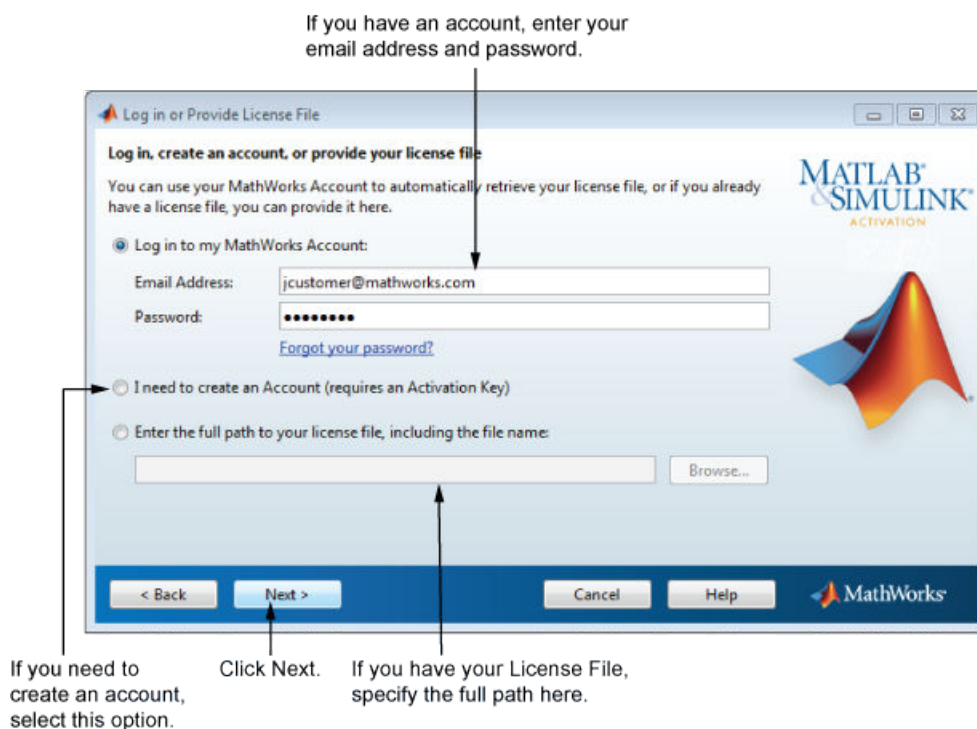 If you have an account, enter your
email address and password.
Log in or Provide License File
Log in, create an account, or provide your license file
You can use your MathWorks Account to automatically retrieve your license file, or if you already
have a license file, you can provide it here.
MATLAB®
&SIMULINK®
ACTIVATION
Log in to my MathWorks Account:
Email Address:
jcustomer@mathworks.com
Password:
••••••••
Forgot your password?
I need to create an Account (requires an Activation Key)
Enter the full path to your license file, including the file name:
Browse...
< Back
Next >
Cancel
Help
MathWorks®
If you need to
create an account,
select this option.
Click Next.
If you have your License File,
specify the full path here.